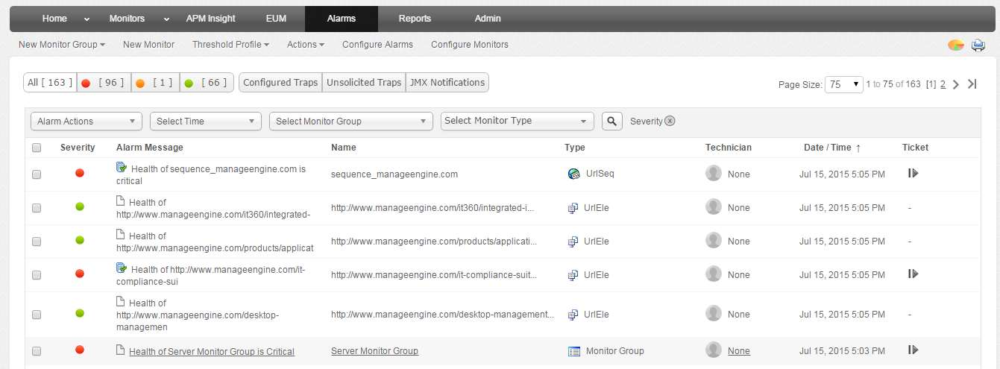 Home Monitors APM Insight EUM Alarms Reports Admin
New Monitor Group New Monitor Threshold Profile Actions Configure Alarms Configure Monitors
All [ 163 ] [ 96 ] [ 1 ] [ 66 ] Configured Traps Unsolicited Traps JMX Notifications Page Size: 75 1 to 75 of 163 [1] 2
Alarm Actions Select Time Select Monitor Group Select Monitor Type Severity x
Severity Alarm Message Name Type Technician Date / Time ↑ Ticket
Health of sequence_manageengine.com is
critical
sequence_manageengine.com UrlSeq None Jul 15, 2015 5:05 PM
Health of
http://www.manageengine.com/it360/integrated-
http://www.manageengine.com/it360/integrated-i... UrlEle None Jul 15, 2015 5:05 PM -
Health of
http://www.manageengine.com/products/applicat
http://www.manageengine.com/products/applicati... UrlEle None Jul 15, 2015 5:05 PM -
Health of http://www.manageengine.com/it-
compliance-sui
http://www.manageengine.com/it-compliance-suit... UrlEle None Jul 15, 2015 5:05 PM
Health of
http://www.manageengine.com/desktop-
managemen
http://www.manageengine.com/desktop-management... UrlEle None Jul 15, 2015 5:05 PM -
Health of Server Monitor Group is Critical Server Monitor Group Monitor Group None Jul 15, 2015 5:03 PM